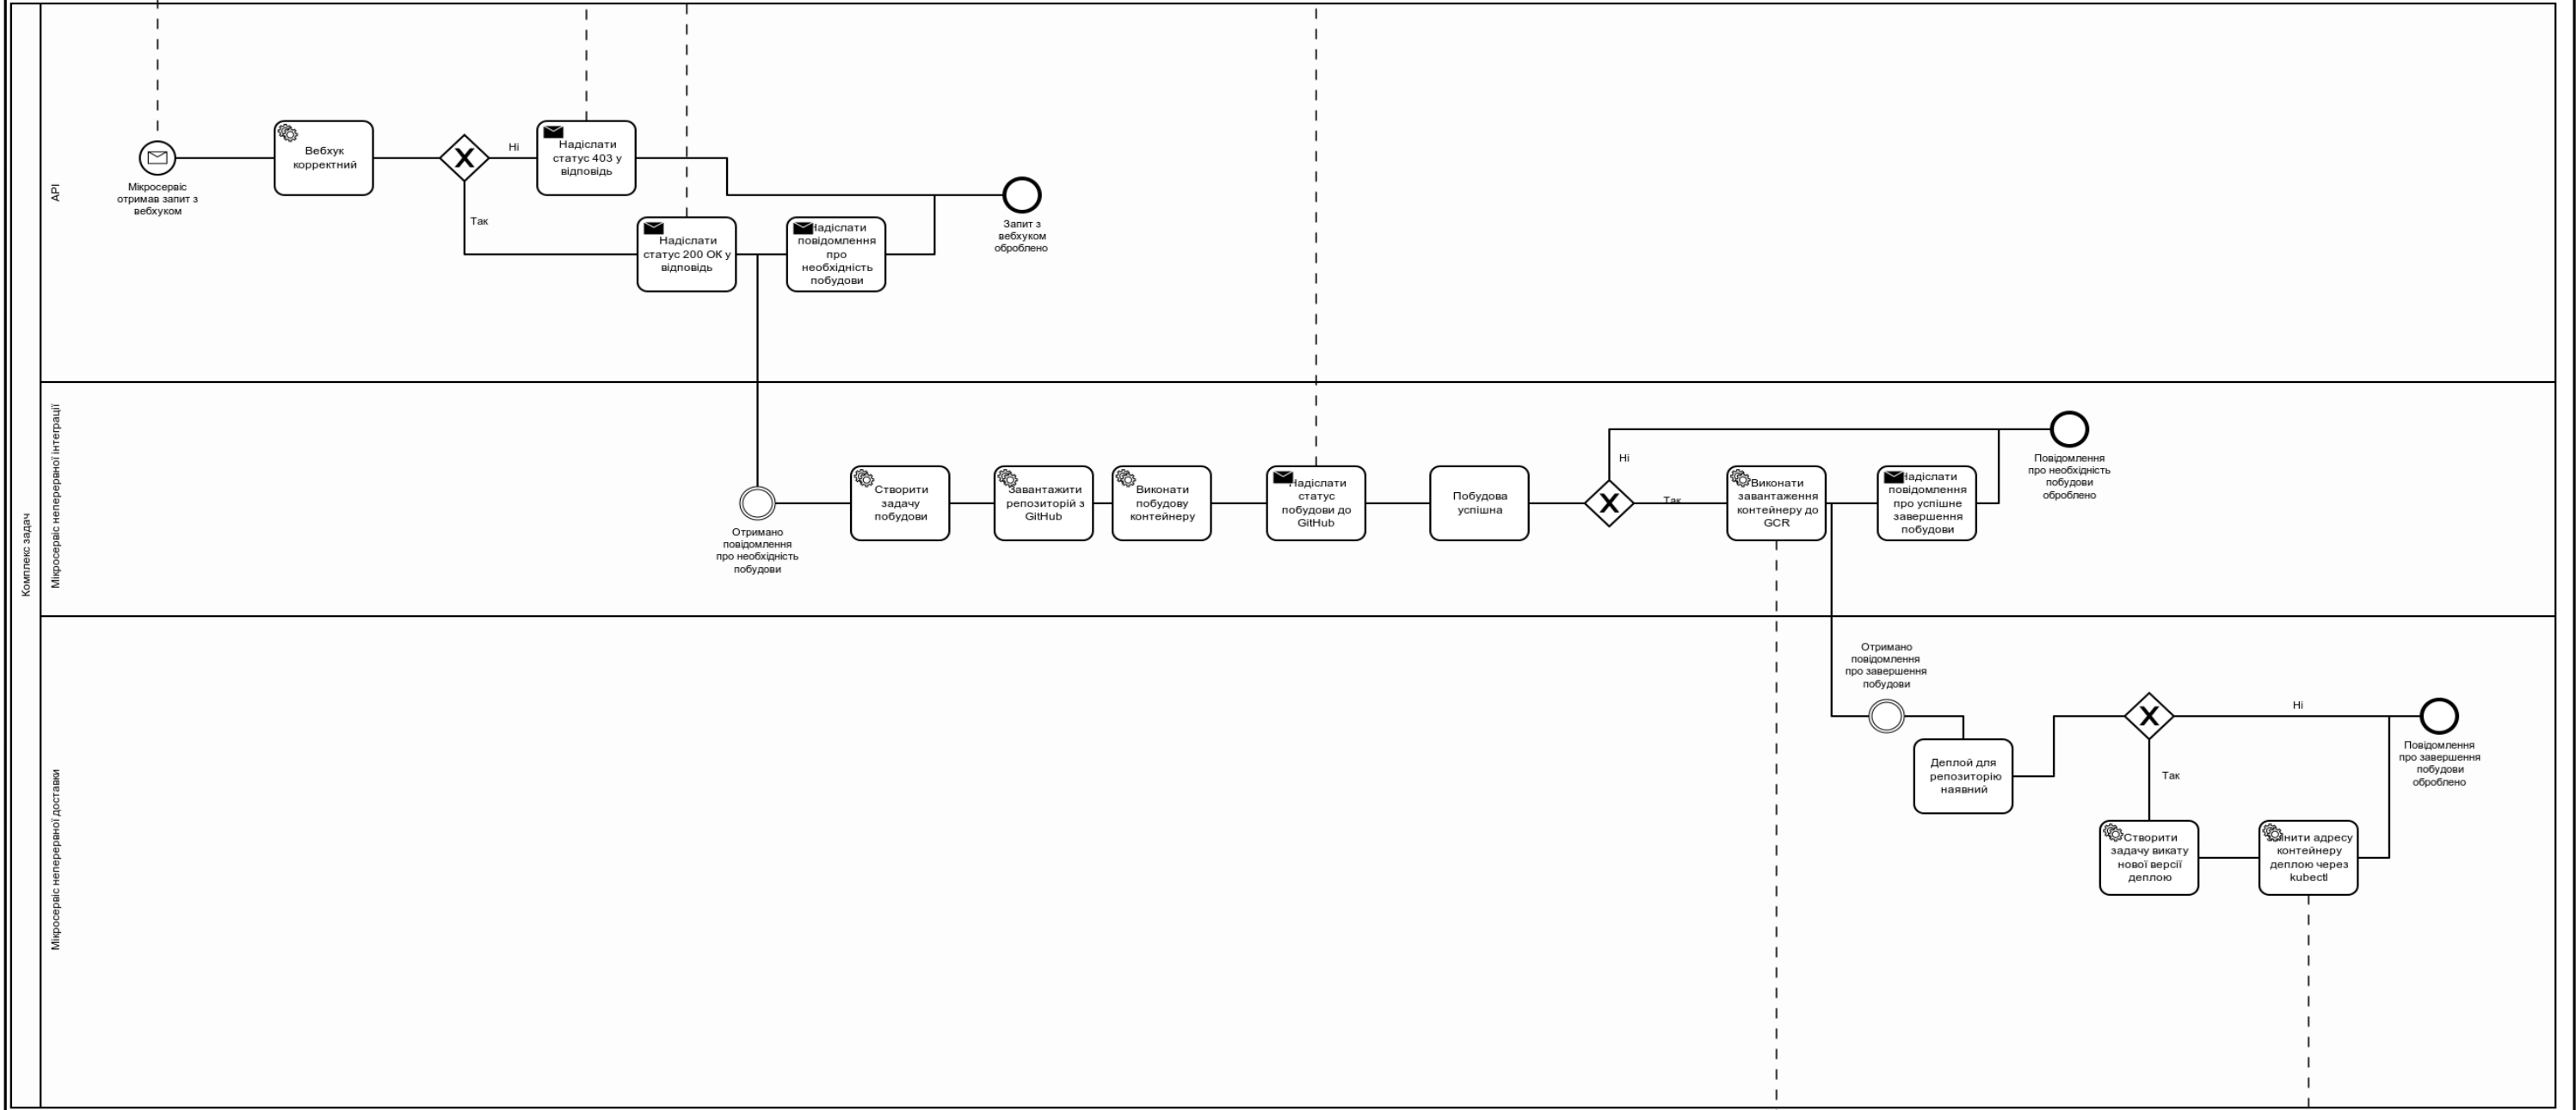 Комплекс задач
API
Мікросервіс
отримав запит з
вебхуком
Вебхук
корректний
Ні
Так
Надіслати
статус 403 у
відповідь
Надіслати
статус 200 ОК у
відповідь
Надіслати
повідомлення
про
необхідність
побудови
Запит з
вебхуком
оброблено
Мікросервіс неперервної інтеграції
Отримано
повідомлення
про необхідність
побудови
Створити
задачу
побудови
Завантажити
репозиторій з
GitHub
Виконати
побудову
контейнеру
Надіслати
статус
побудови до
GitHub
Побудова
успішна
Ні
Так
Виконати
завантаження
контейнеру до
GCR
Надіслати
повідомлення
про успішне
завершення
побудови
Повідомлення
про необхідність
побудови
оброблено
Мікросервіс неперервної доставки
Отримано
повідомлення
про завершення
побудови
Деплой для
репозиторію
наявний
Ні
Так
Створити
задачу викату
нової версії
деплою
адресу
контейнеру
деплою через
kubectl
Повідомлення
про завершення
побудови
оброблено